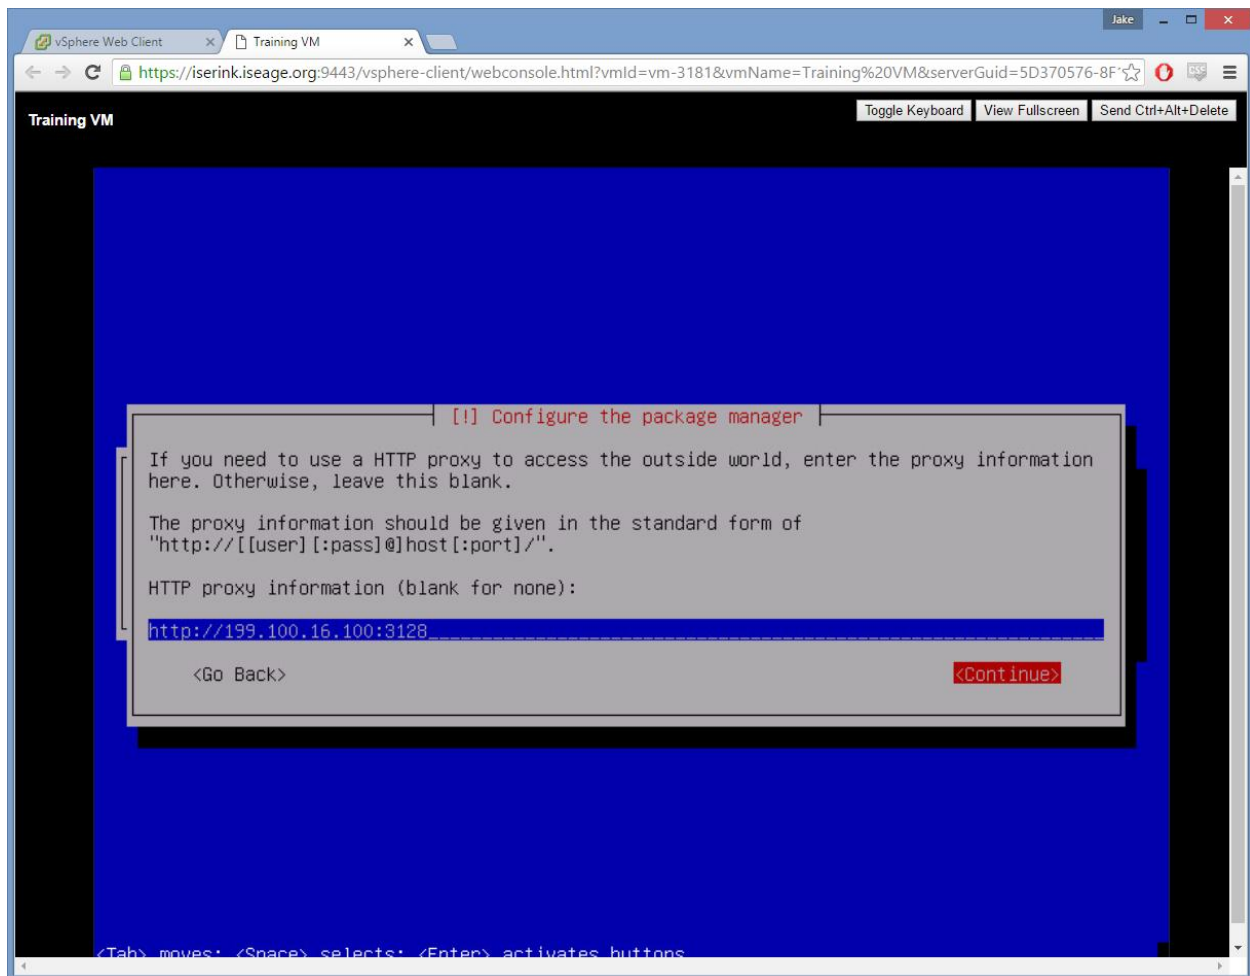 Jake
vSphere Web Client
Training VM
https://iserink.iseage.org:9443/vsphere-client/webconsole.html?vmId=vm-3181&vmName=Training%20VM&serverGuid=5D370576-8F
Training VM
Toggle Keyboard
View Fullscreen
Send Ctrl+Alt+Delete
[!] Configure the package manager
If you need to use a HTTP proxy to access the outside world, enter the proxy information
here. Otherwise, leave this blank.
The proxy information should be given in the standard form of
"http://[[user][:pass]@]host[:port]/".
HTTP proxy information (blank for none):
http://199.100.16.100:3128
<Go Back>
<Continue>
<Tab> moves; <Space> selects; <Enter> activates buttons